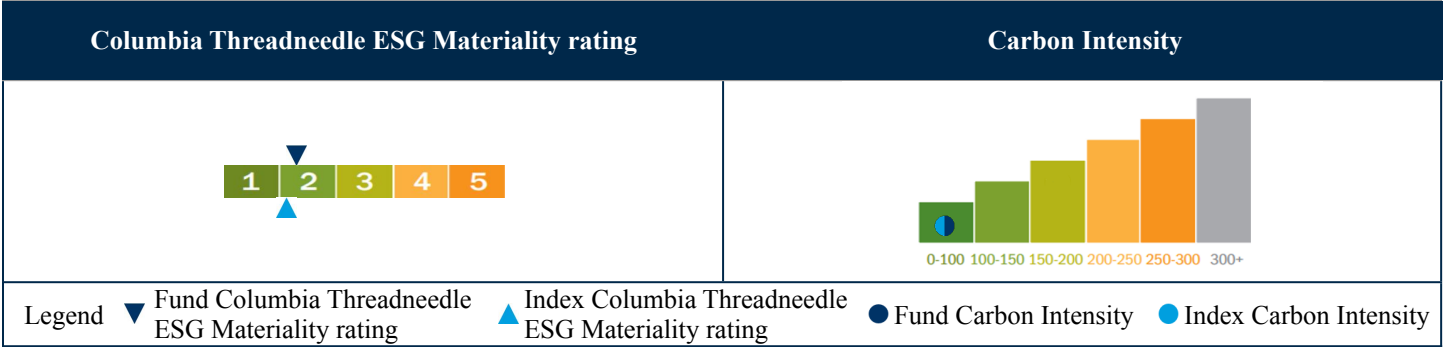 Columbia Threadneedle ESG Materiality rating
Carbon Intensity
1 2 3 4 5
0-100 100-150 150-200 200-250 250-300 300+
Legend
Fund Columbia Threadneedle
ESG Materiality rating
Index Columbia Threadneedle
ESG Materiality rating
Fund Carbon Intensity
Index Carbon Intensity